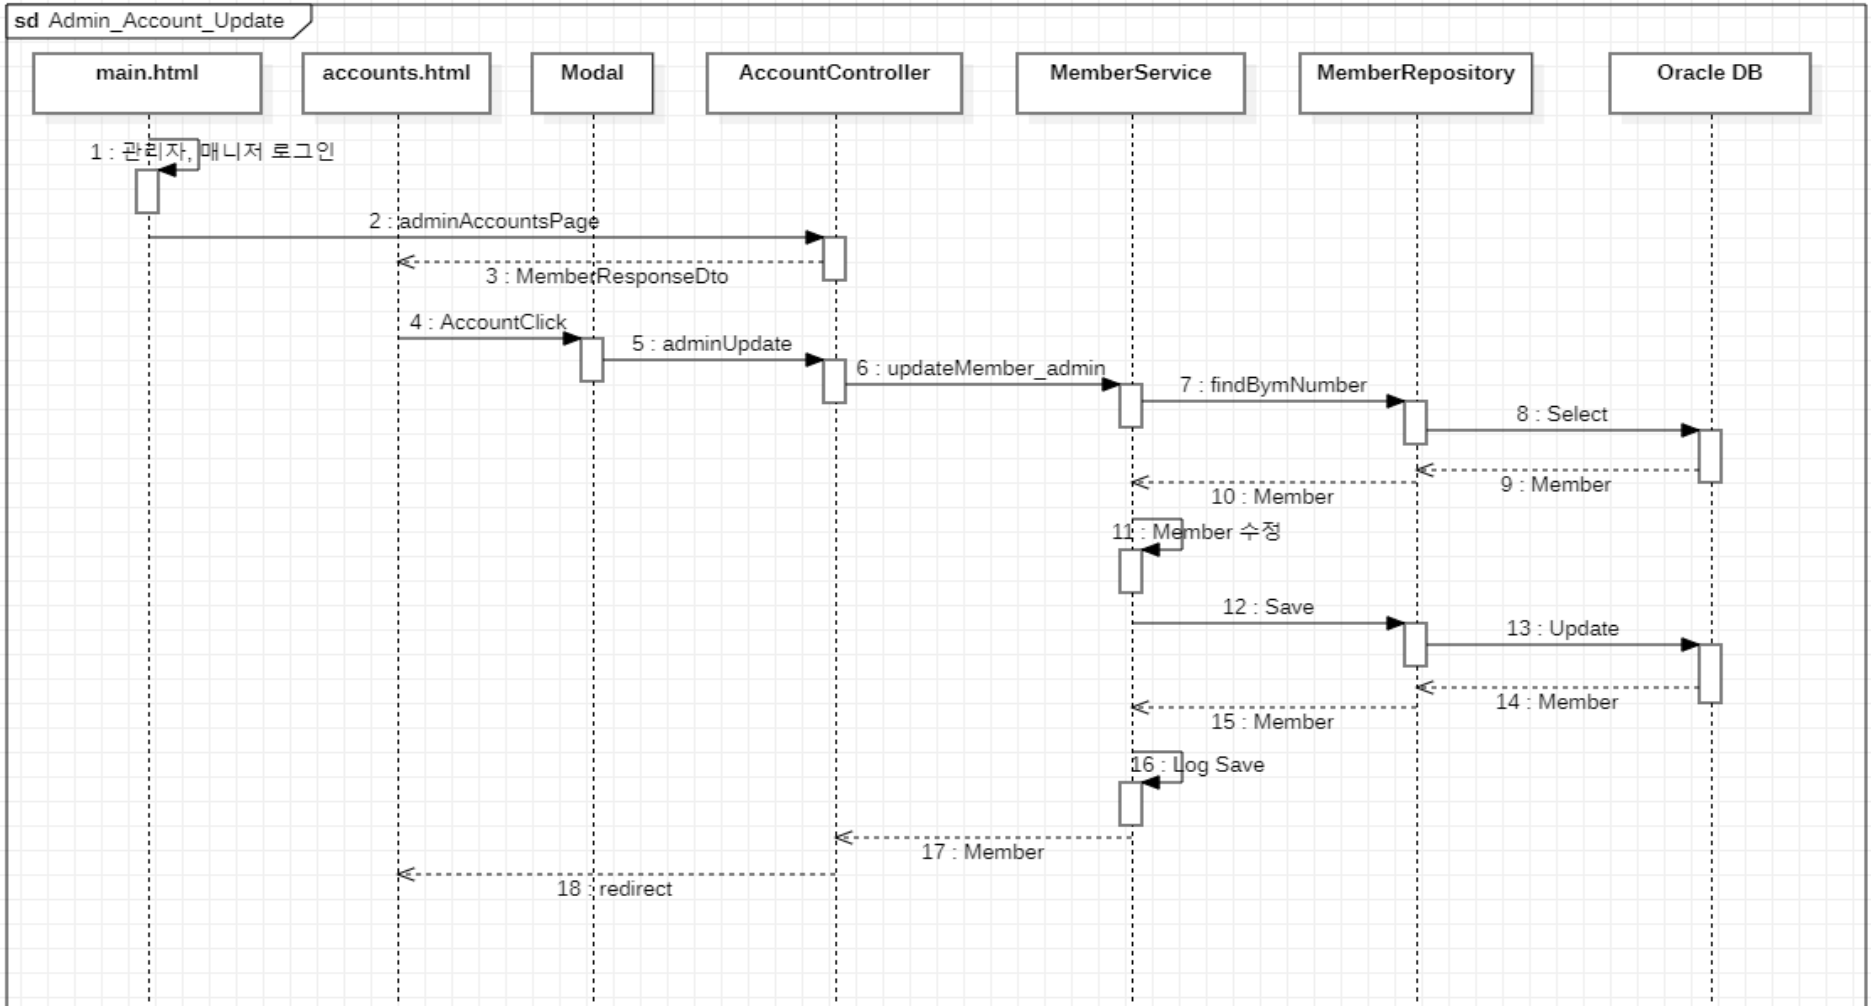 sd Admin_Account_Update
main.html
accounts.html
Modal
AccountController
MemberService
MemberRepository
Oracle DB
1 : 관리자, 매니저 로그인
2 : adminAccountsPage
3 : MemberResponseDto
4 : AccountClick
5 : adminUpdate
6 : updateMember_admin
7 : findBymNumber
8 : Select
9 : Member
10 : Member
11 : Member 수정
12 : Save
13 : Update
14 : Member
15 : Member
16 : Log Save
17 : Member
18 : redirect